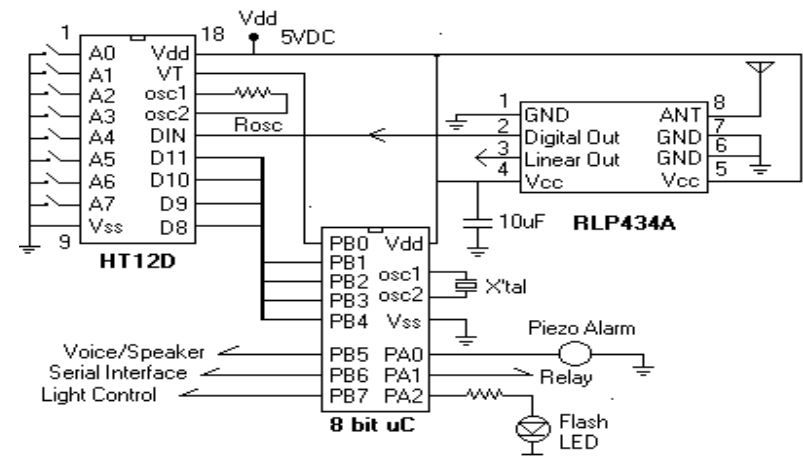 Vdd
5VDC
1
18
A0 Vdd
A1 VT
A2 osc1
A3 osc2
A4 DIN
A5 D11
A6 D10
A7 D9
Vss D8
9
HT12D
Rosc
1 GND ANT 8
2 Digital Out GND 7
3 Linear Out GND 6
4 Vcc Vcc 5
10uF
RLP434A
PB0 Vdd
PB1
PB2 osc1
PB3 osc2
PB4 Vss
PB5 PA0
PB6 PA1
PB7 PA2
8 bit uC
X'tal
Voice/Speaker
Serial Interface
Light Control
Piezo Alarm
Relay
Flash
LED